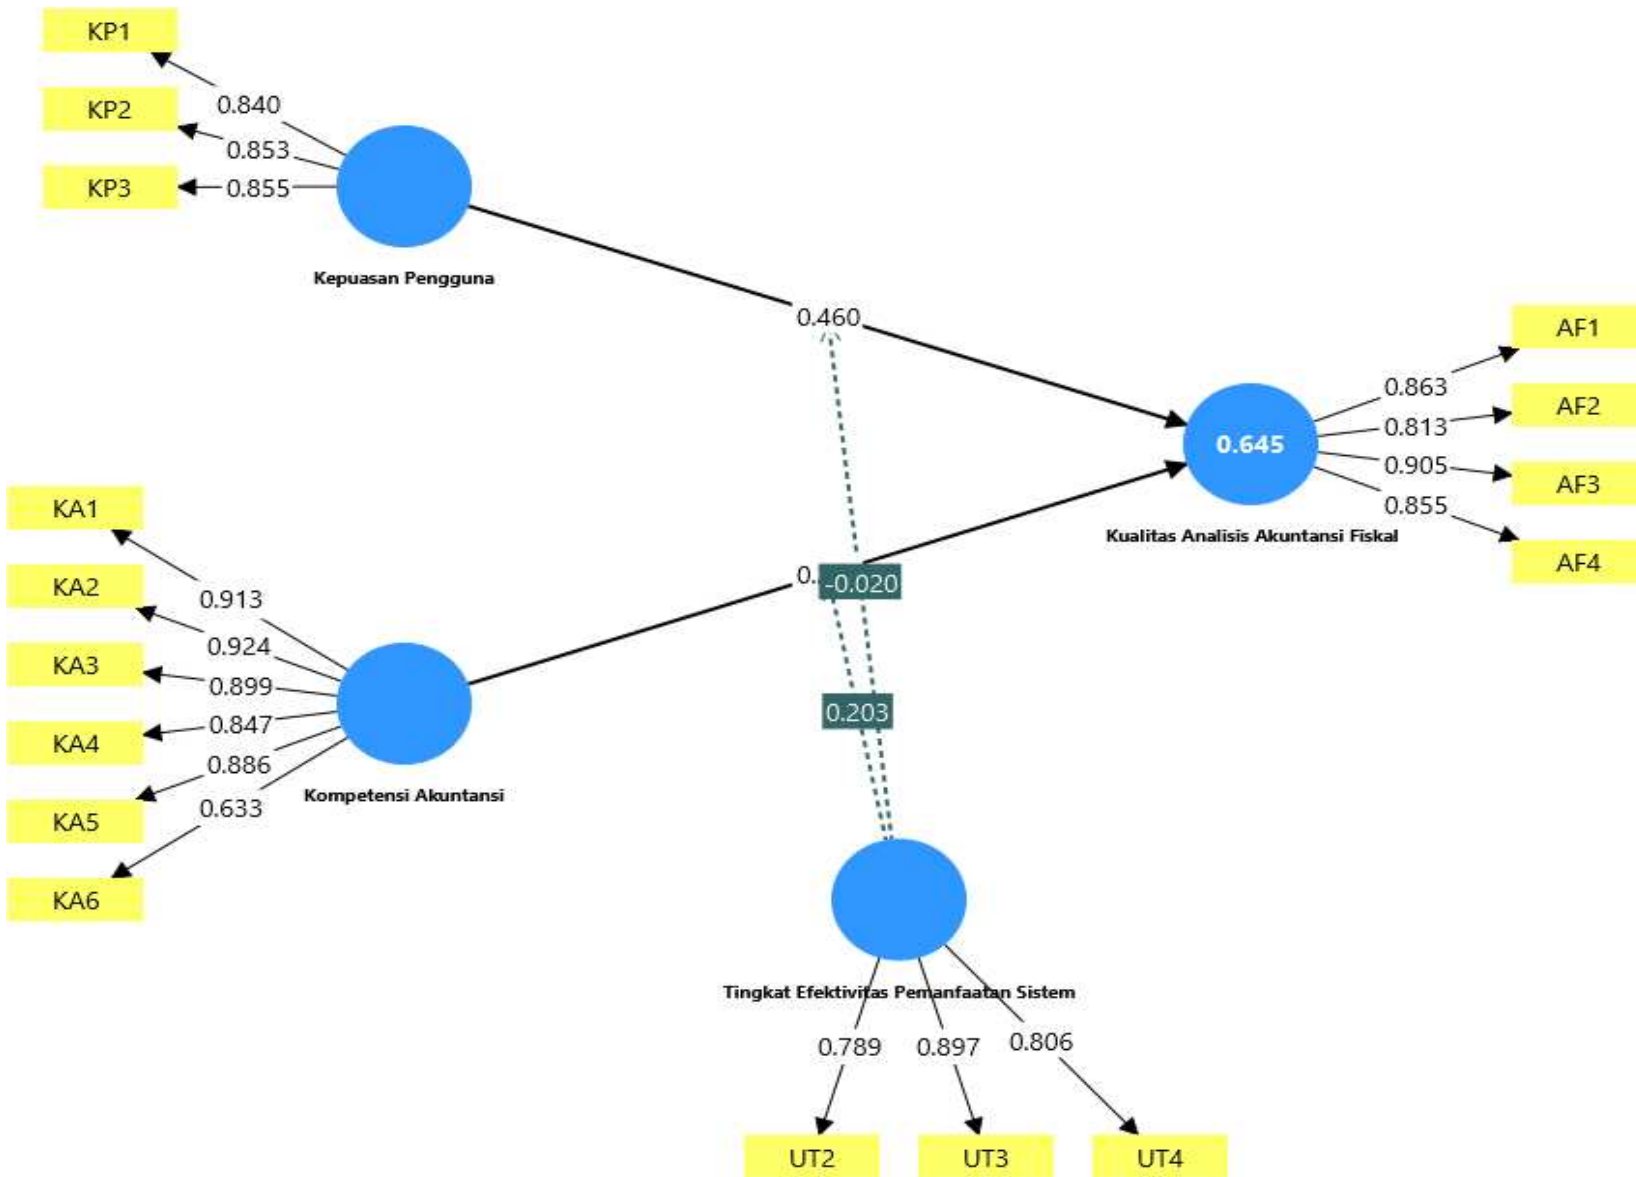 KP1
0.840
KP2
0.853
KP3
0.855
Kepuasan Pengguna
0.460
AF1
0.863
AF2
0.813
0.645
0.905
AF3
0.855
AF4
Kualitas Analisis Akuntansi Fiskal
KA1
0.913
KA2
0.924
KA3
0.899
KA4
0.847
0.886
KA5
0.633
KA6
Kompetensi Akuntansi
-0.020
0.203
Tingkat Efektivitas Pemanfaatan Sistem
0.789
0.897
0.806
UT2
UT3
UT4